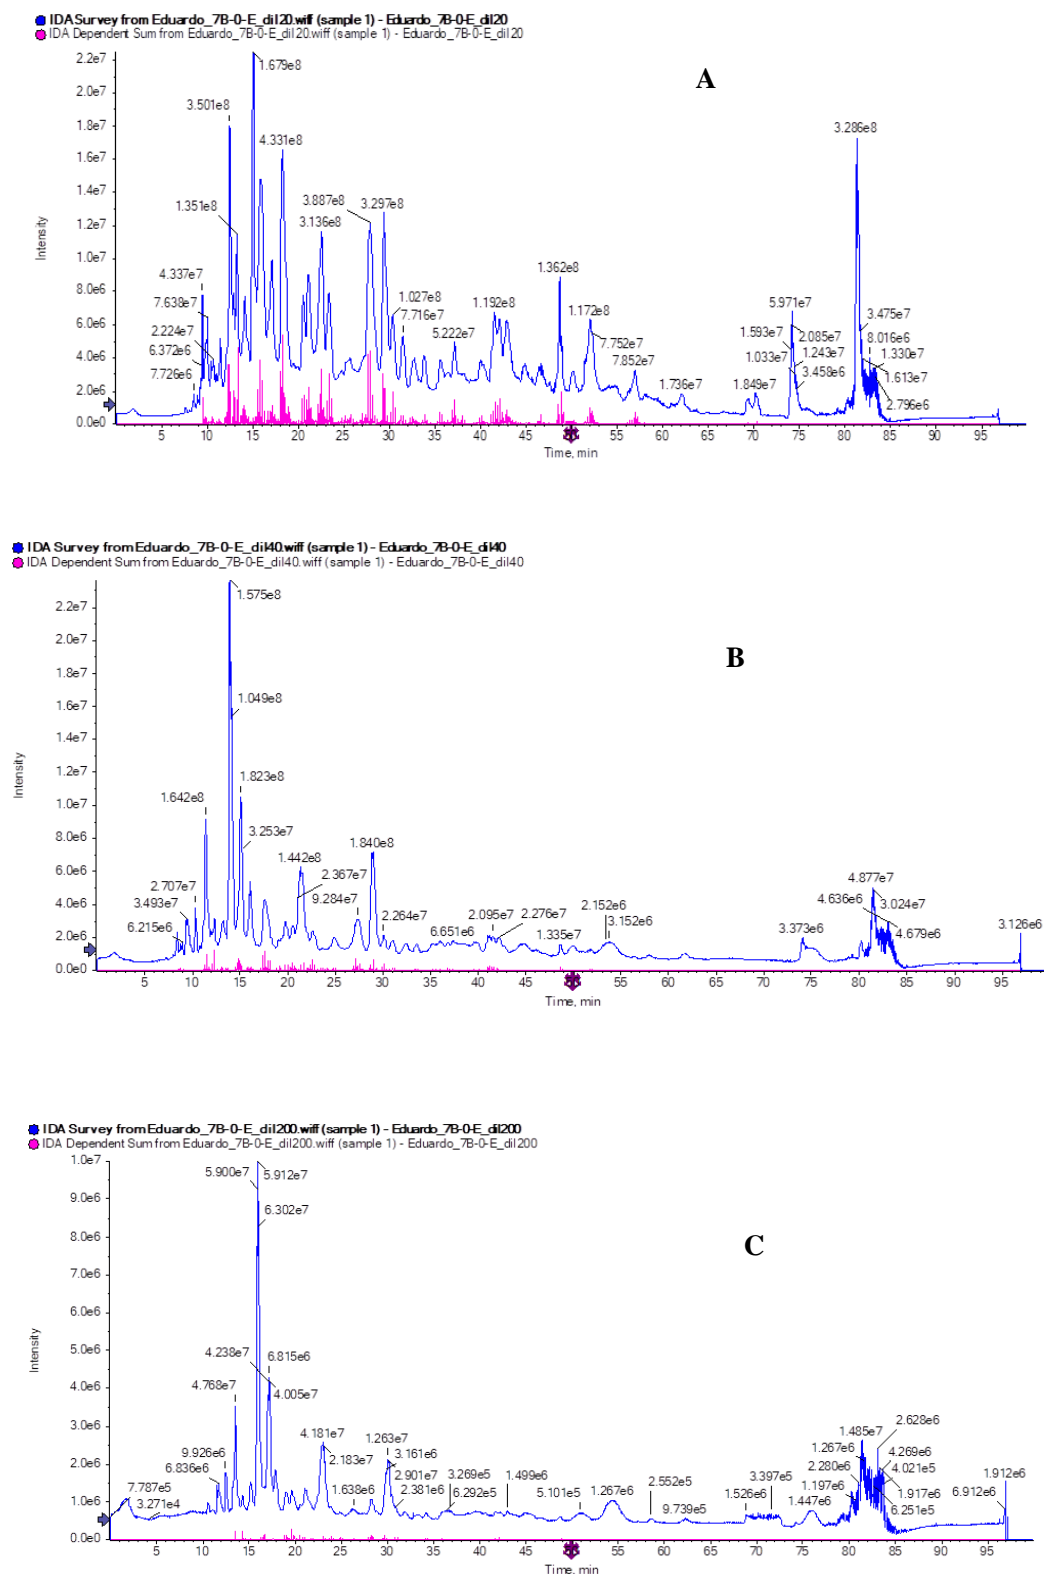 IDA Survey from Eduardo_7B-0-E_dil20.wiff (sample 1) - Eduardo_7B-0-E_dil20
IDA Dependent Sum from Eduardo_7B-0-E_dil20.wiff (sample 1) - Eduardo_7B-0-E_dil20
A
2.2e7
2.0e7
1.8e7
1.6e7
1.4e7
1.2e7
1.0e7
8.0e6
6.0e6
4.0e6
2.0e6
0.0e0
Intensity
1.679e8
3.501e8
4.331e8
1.351e8
3.887e8
3.297e8
3.136e8
4.337e7
7.638e7
2.224e7
6.372e6
7.726e6
1.027e8
7.716e7
5.222e7
1.192e8
1.362e8
1.172e8
7.752e7
7.852e7
1.736e7
1.849e7
5.971e7
1.593e7
2.085e7
1.033e7
1.243e7
3.458e6
3.286e8
3.475e7
8.016e6
1.330e7
1.613e7
2.796e6
5 10 15 20 25 30 35 40 45 50 55 60 65 70 75 80 85 90 95
Time, min
IDA Survey from Eduardo_7B-0-E_dil40.wiff (sample 1) - Eduardo_7B-0-E_dil40
IDA Dependent Sum from Eduardo_7B-0-E_dil40.wiff (sample 1) - Eduardo_7B-0-E_dil40
B
2.2e7
2.0e7
1.8e7
1.6e7
1.4e7
1.2e7
1.0e7
8.0e6
6.0e6
4.0e6
2.0e6
0.0e0
Intensity
1.575e8
1.049e8
1.823e8
1.642e8
3.253e7
1.442e8
1.840e8
2.707e7
3.493e7
6.215e6
2.367e7
9.284e7
2.264e7
6.651e6
2.095e7
2.276e7
1.335e7
2.152e6
3.152e6
3.373e6
4.877e7
4.636e6
3.024e7
4.679e6
3.126e6
5 10 15 20 25 30 35 40 45 50 55 60 65 70 75 80 85 90 95
Time, min
IDA Survey from Eduardo_7B-0-E_dil200.wiff (sample 1) - Eduardo_7B-0-E_dil200
IDA Dependent Sum from Eduardo_7B-0-E_dil200.wiff (sample 1) - Eduardo_7B-0-E_dil200
C
1.0e7
9.0e6
8.0e6
7.0e6
6.0e6
5.0e6
4.0e6
3.0e6
2.0e6
1.0e6
0.0e0
Intensity
5.900e7
5.912e7
6.302e7
4.238e7
6.815e6
4.768e7
4.005e7
9.926e6
6.836e6
7.787e5
3.271e4
4.181e7
2.183e7
1.638e6
1.263e7
3.161e6
2.901e7
2.381e6
3.269e5
6.292e5
1.499e6
5.101e5
1.267e6
2.552e5
9.739e5
3.397e5
1.526e6
1.447e6
1.485e7
1.267e6
2.280e6
1.197e6
2.628e6
4.269e6
4.021e5
1.917e6
6.251e5
1.912e6
6.912e6
5 10 15 20 25 30 35 40 45 50 55 60 65 70 75 80 85 90 95
Time, min